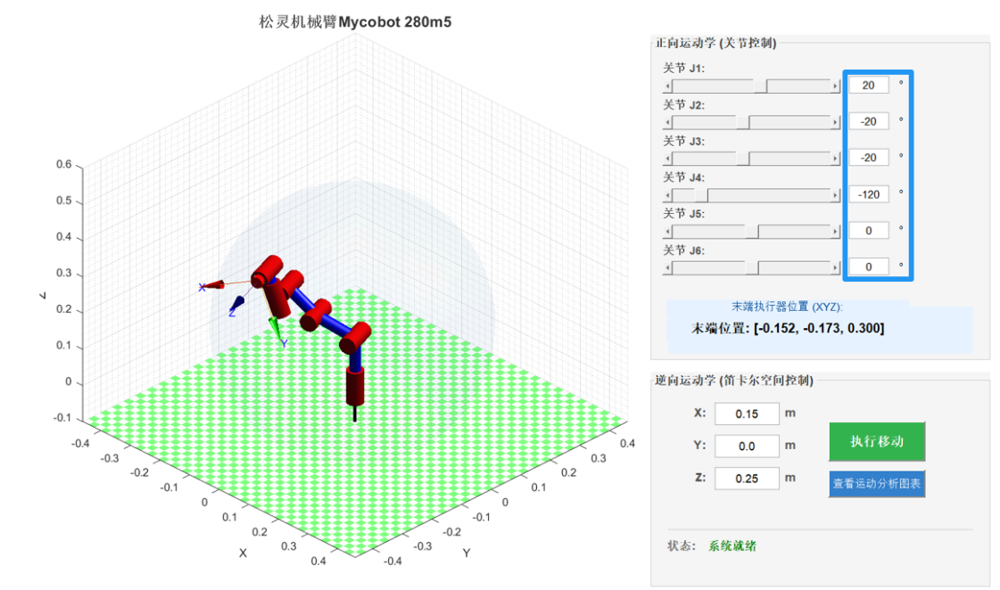 松灵机械臂Mycobot 280m5
0.6
0.5
0.4
0.3
0.2
0.1
0
-0.1
Z
-0.4
-0.3
-0.2
-0.1
0
0.1
0.2
0.3
0.4
X
-0.4
-0.3
-0.2
-0.1
0
0.1
0.2
0.3
0.4
Y
X
Z
Y
正向运动学 (关节控制)
关节 J1:
20 °
关节 J2:
-20 °
关节 J3:
-20 °
关节 J4:
-120 °
关节 J5:
0 °
关节 J6:
0 °
末端执行器位置 (XYZ):
末端位置: [-0.152, -0.173, 0.300]
逆向运动学 (笛卡尔空间控制)
X: 0.15 m
Y: 0.0 m
Z: 0.25 m
执行移动
查看运动分析图表
状态: 系统就绪